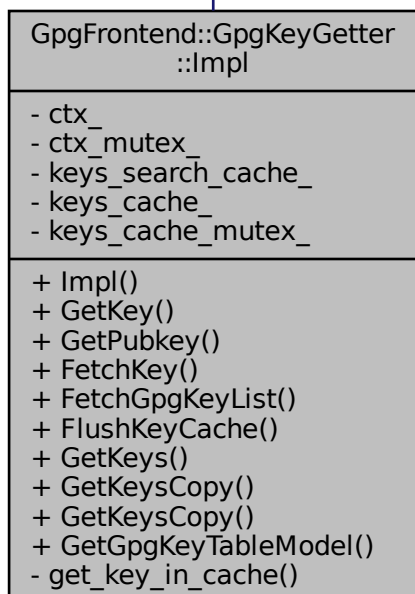 GpgFrontend::GpgKeyGetter
::Impl
- ctx_
- ctx_mutex_
- keys_search_cache_
- keys_cache_
- keys_cache_mutex_
+ Impl()
+ GetKey()
+ GetPubkey()
+ FetchKey()
+ FetchGpgKeyList()
+ FlushKeyCache()
+ GetKeys()
+ GetKeysCopy()
+ GetKeysCopy()
+ GetGpgKeyTableModel()
- get_key_in_cache()